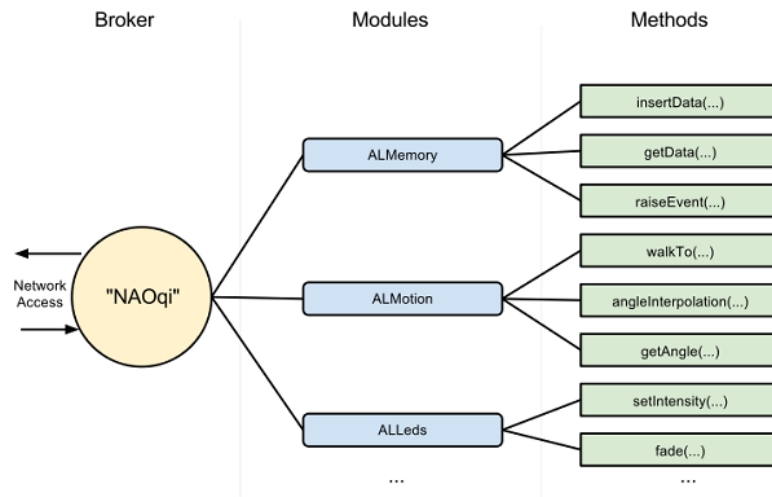 Broker
Modules
Methods
insertData(...)
ALMemory
getData(...)
raiseEvent(...)
walkTo(...)
Network
Access
"NAOqi"
ALMotion
angleInterpolation(...)
getAngle(...)
setIntensity(...)
ALLeds
fade(...)
...
...